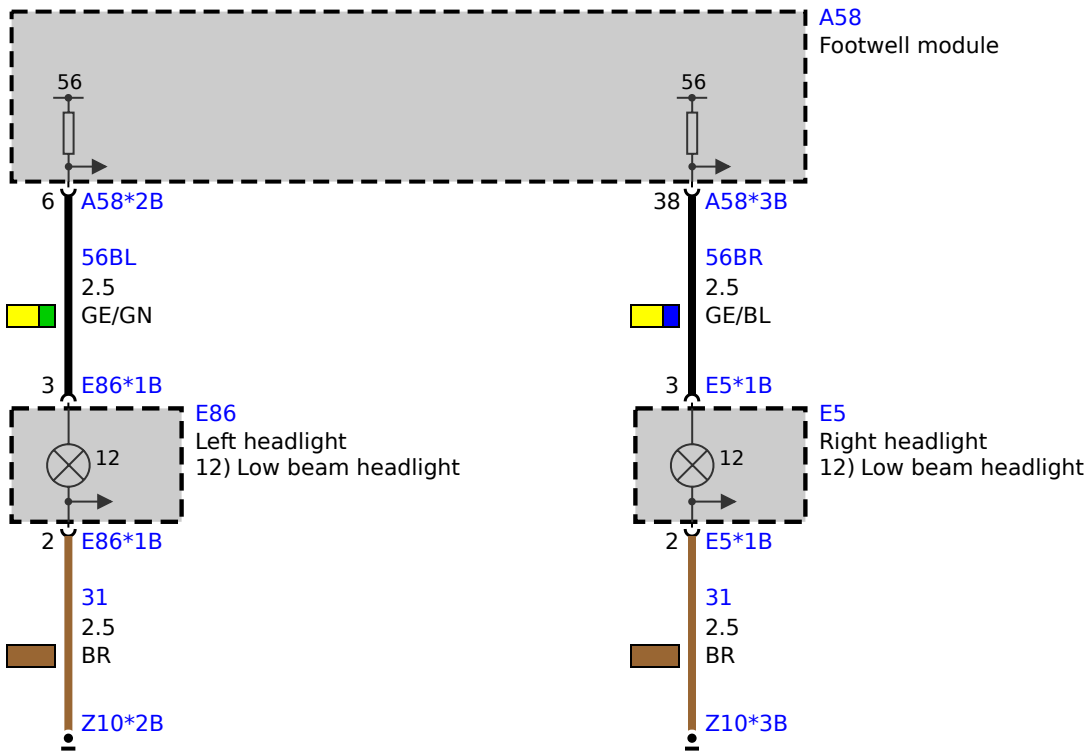 A58
Footwell module
56
56
6 A58*2B
38 A58*3B
56BL
2.5
GE/GN
56BR
2.5
GE/BL
3 E86*1B
3 E5*1B
E86
Left headlight
12) Low beam headlight
12
E5
Right headlight
12) Low beam headlight
12
2 E86*1B
2 E5*1B
31
2.5
BR
31
2.5
BR
Z10*2B
Z10*3B